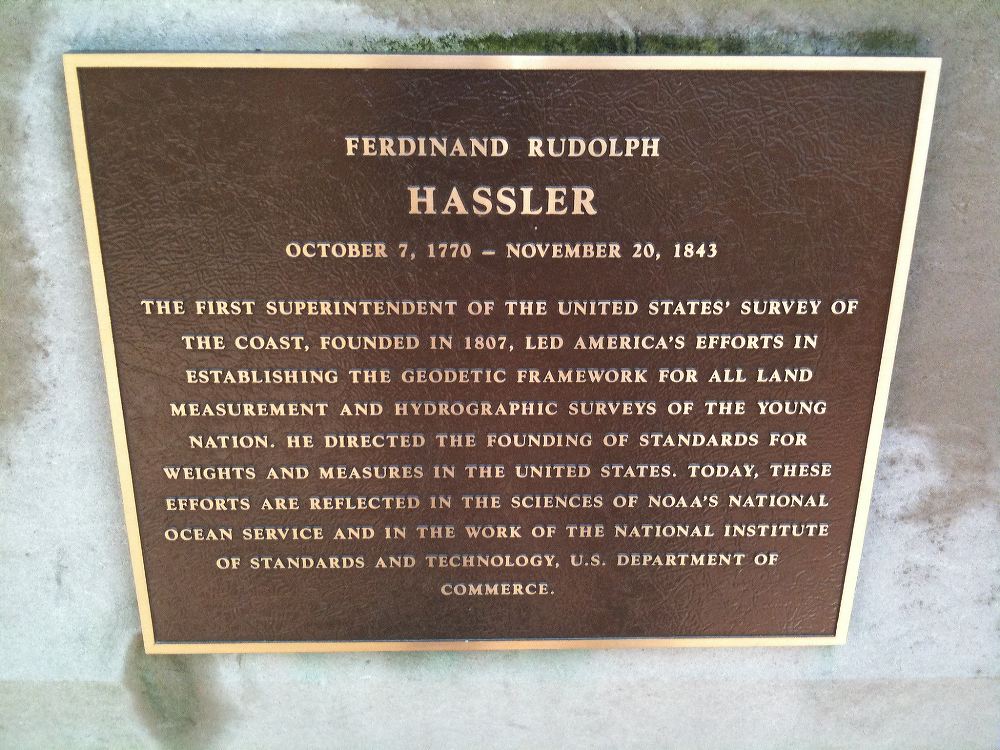 FERDINAND RUDOLPH
HASSLER
OCTOBER 7, 1770 – NOVEMBER 20, 1843
THE FIRST SUPERINTENDENT OF THE UNITED STATES' SURVEY OF
THE COAST, FOUNDED IN 1807, LED AMERICA'S EFFORTS IN
ESTABLISHING THE GEODETIC FRAMEWORK FOR ALL LAND
MEASUREMENT AND HYDROGRAPHIC SURVEYS OF THE YOUNG
NATION. HE DIRECTED THE FOUNDING OF STANDARDS FOR
WEIGHTS AND MEASURES IN THE UNITED STATES. TODAY, THESE
EFFORTS ARE REFLECTED IN THE SCIENCES OF NOAA'S NATIONAL
OCEAN SERVICE AND IN THE WORK OF THE NATIONAL INSTITUTE
OF STANDARDS AND TECHNOLOGY, U.S. DEPARTMENT OF
COMMERCE.